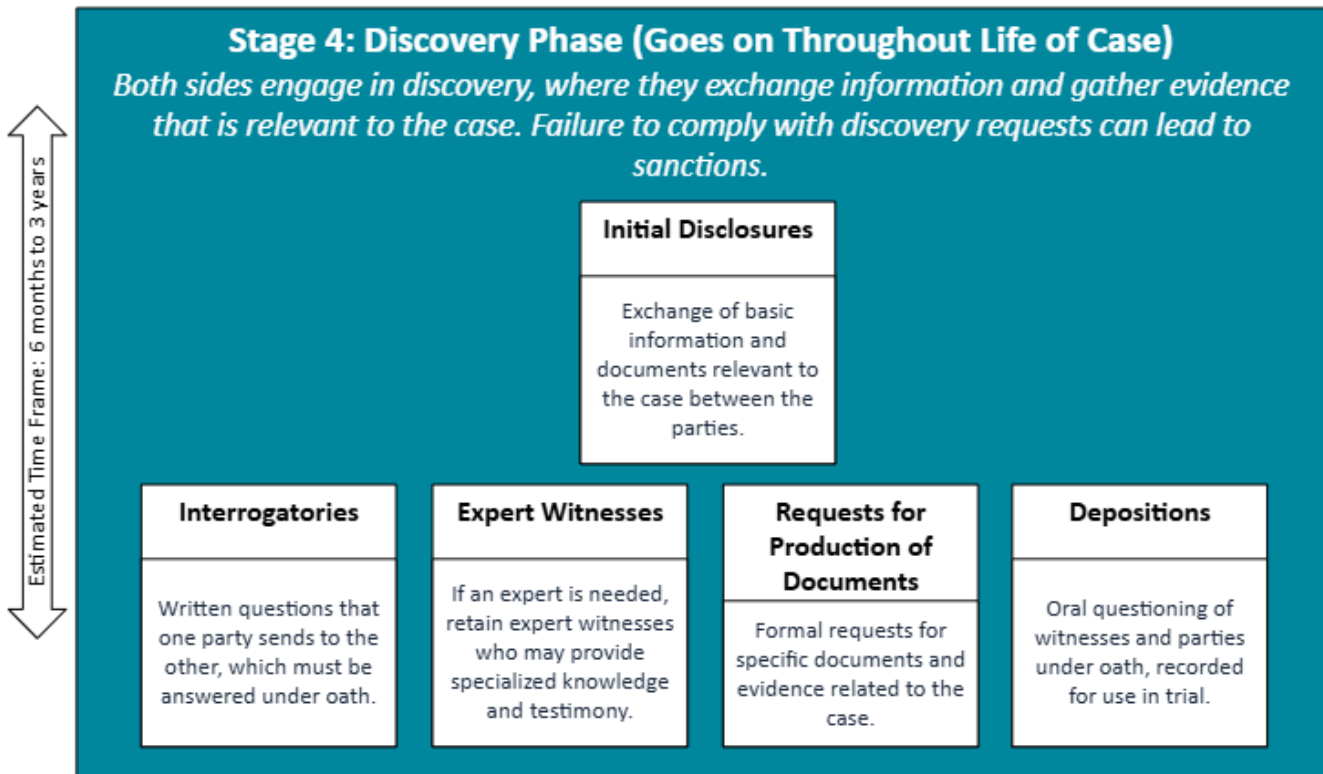 Stage 4: Discovery Phase (Goes on Throughout Life of Case)
Both sides engage in discovery, where they exchange information and gather evidence
that is relevant to the case. Failure to comply with discovery requests can lead to
sanctions.
Estimated Time Frame: 6 months to 3 years
Initial Disclosures
Exchange of basic
information and
documents relevant to
the case between the
parties.
Interrogatories
Written questions that
one party sends to the
other, which must be
answered under oath.
Expert Witnesses
If an expert is needed,
retain expert witnesses
who may provide
specialized knowledge
and testimony.
Requests for
Production of
Documents
Formal requests for
specific documents and
evidence related to the
case.
Depositions
Oral questioning of
witnesses and parties
under oath, recorded
for use in trial.